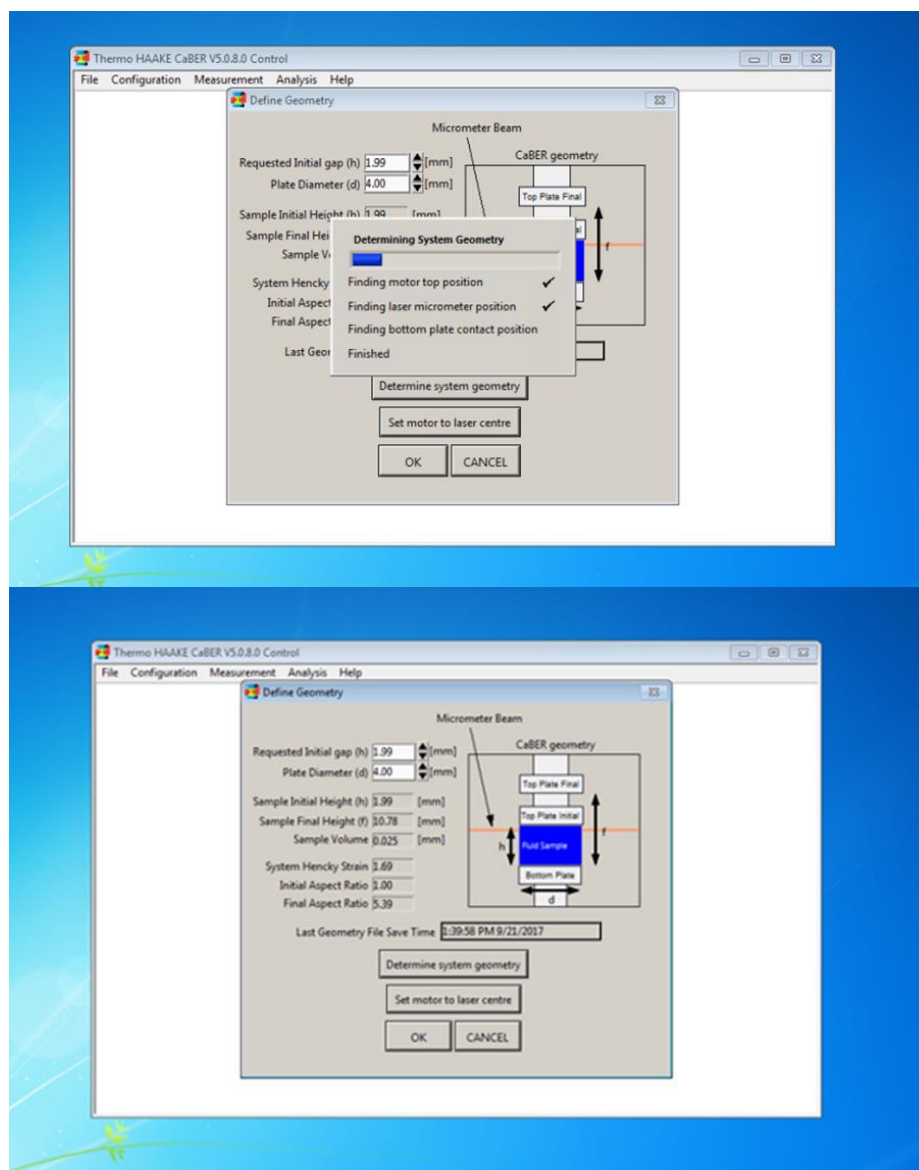 Thermo HAAKE CaBER V5.0.8.0 Control
File Configuration Measurement Analysis Help
Define Geometry
Micrometer Beam
Requested Initial gap (h) 1.99 [mm]
CaBER geometry
Plate Diameter (d) 4.00 [mm]
Top Plate Final
Sample Initial Height (h) 1.99 [mm]
Sample Final Hei
Sample V
f
System Hencky
Initial Aspect
Final Aspect
Last Geor
Determining System Geometry
Finding motor top position ✓
Finding laser micrometer position ✓
Finding bottom plate contact position
Finished
Determine system geometry
Set motor to laser centre
OK CANCEL
Thermo HAAKE CaBER V5.0.8.0 Control
File Configuration Measurement Analysis Help
Define Geometry
Micrometer Beam
Requested Initial gap (h) 1.99 [mm]
CaBER geometry
Plate Diameter (d) 4.00 [mm]
Top Plate Final
Sample Initial Height (h) 1.99 [mm]
Sample Final Height (f) 10.78 [mm]
Top Plate Initial
Sample Volume 0.025 [mm]
h Fluid Sample f
System Hencky Strain 1.69
Bottom Plate
Initial Aspect Ratio 1.00
Final Aspect Ratio 5.39
d
Last Geometry File Save Time 1:39:58 PM 9/21/2017
Determine system geometry
Set motor to laser centre
OK CANCEL